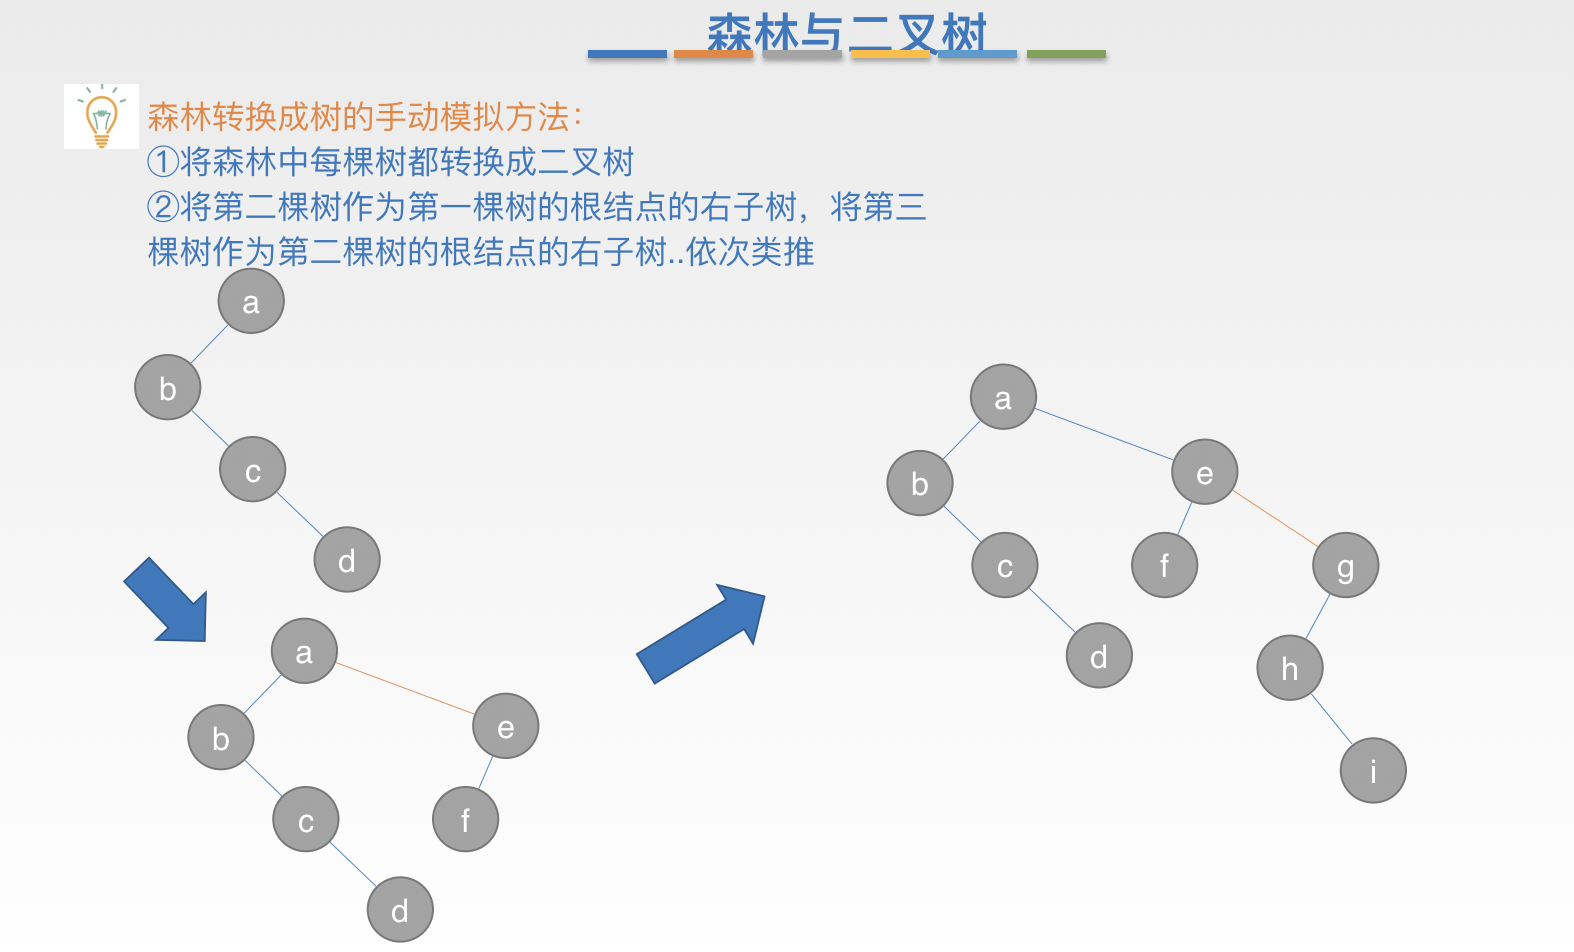 森林与二叉树
森林转换成树的手动模拟方法：
①将森林中每棵树都转换成二叉树
②将第二棵树作为第一棵树的根结点的右子树，将第三
棵树作为第二棵树的根结点的右子树..依次类推
a
b
c
d
a
b
e
c
f
d
a
b
e
c
f
g
d
h
i